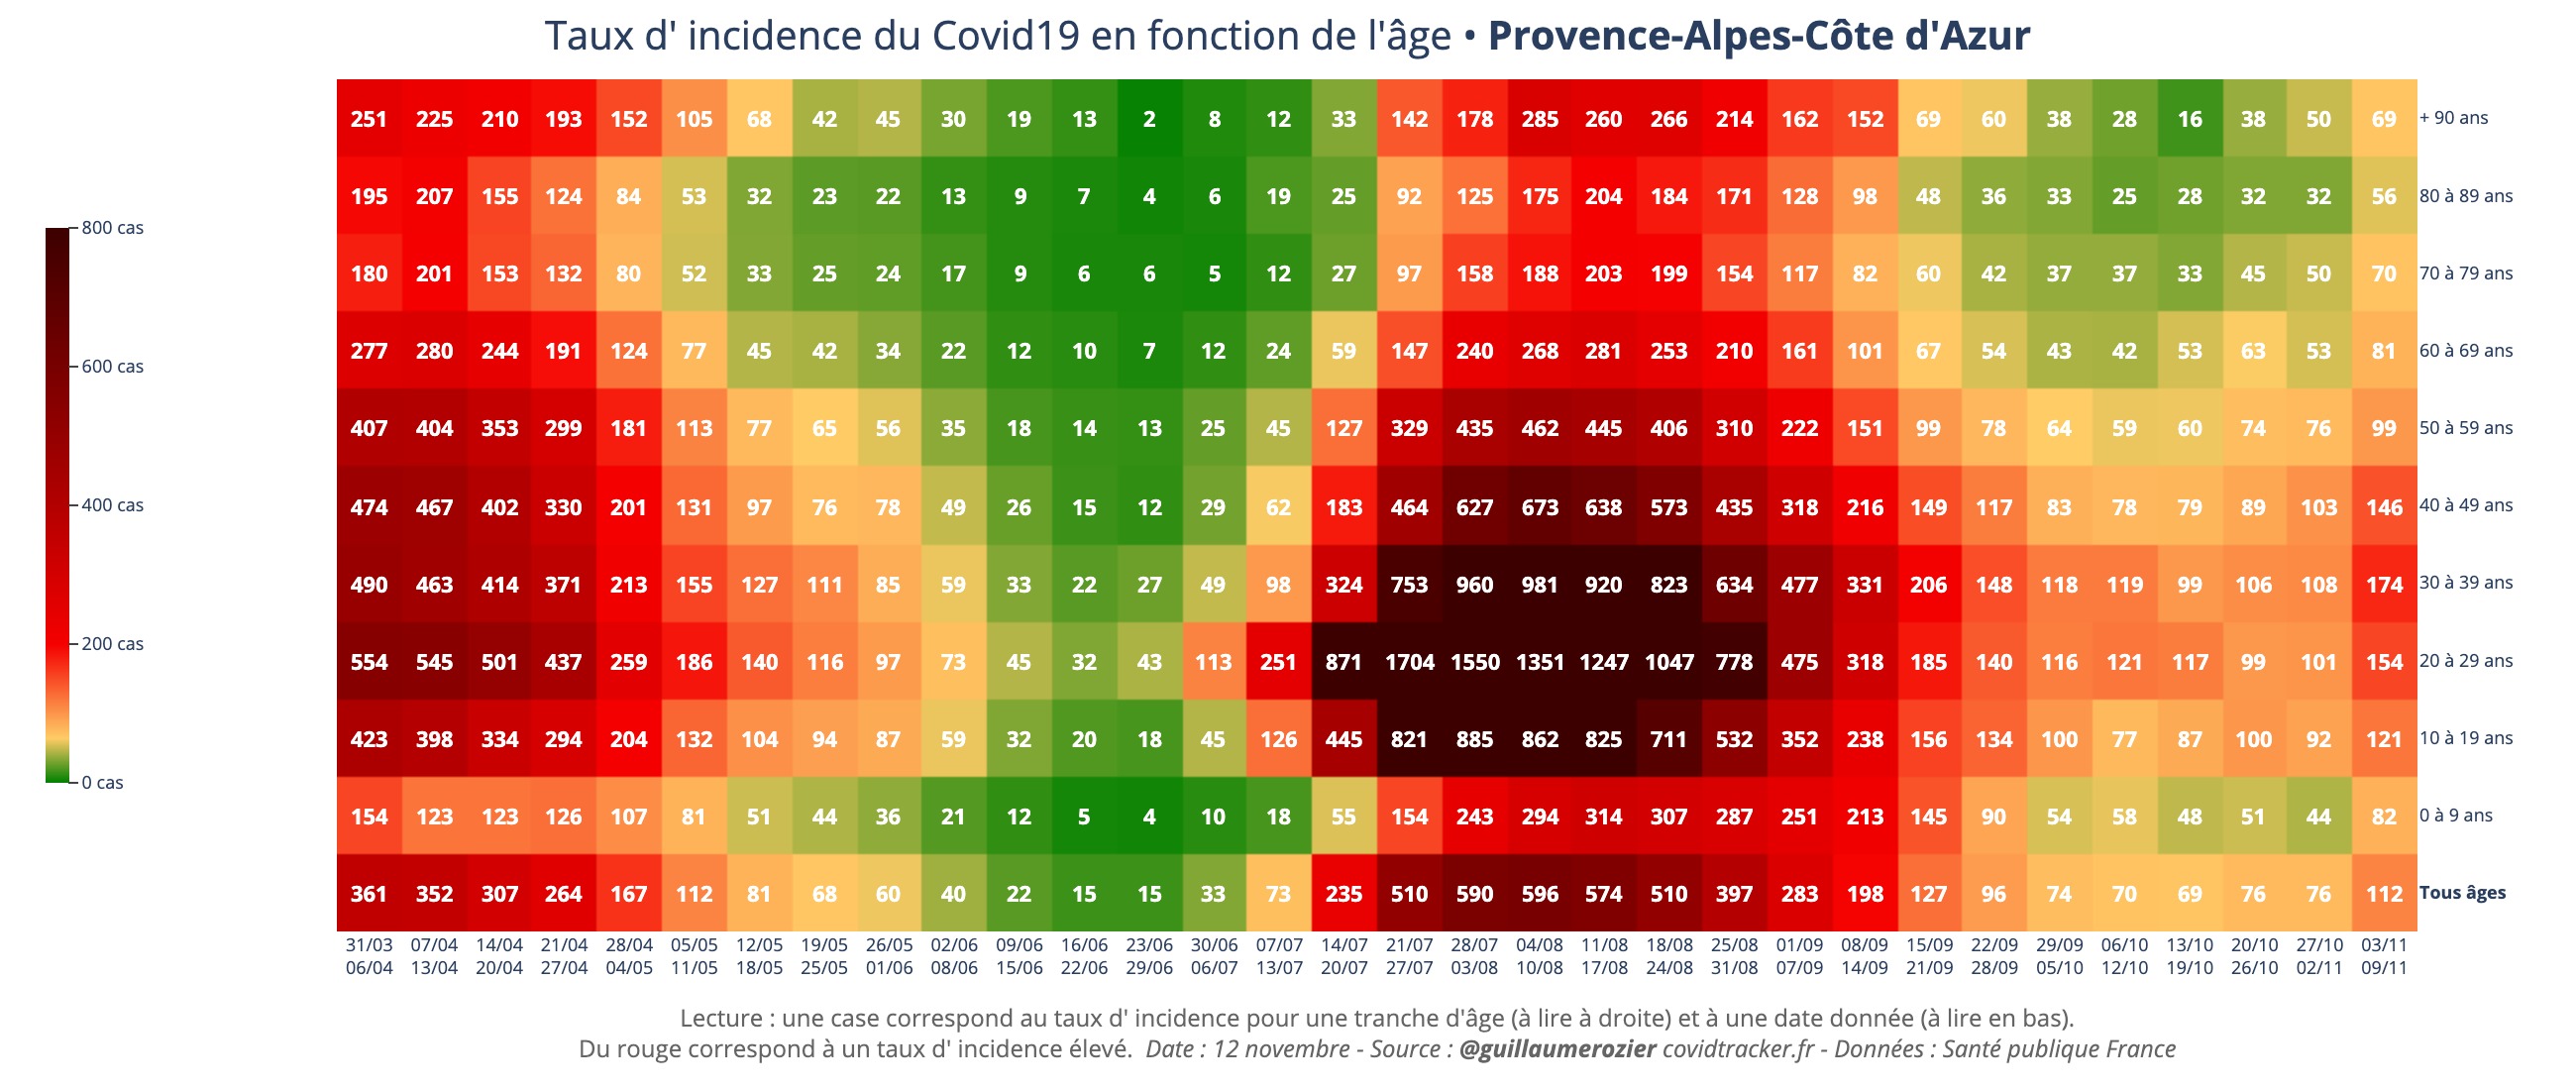 Taux d' incidence du Covid19 en fonction de l'âge • Provence-Alpes-Côte d'Azur
800 cas
600 cas
400 cas
200 cas
0 cas
251 225 210 193 152 105 68 42 45 30 19 13 2 8 12 33 142 178 285 260 266 214 162 152 69 60 38 28 16 38 50 69 + 90 ans
195 207 155 124 84 53 32 23 22 13 9 7 4 6 19 25 92 125 175 204 184 171 128 98 48 36 33 25 28 32 32 56 80 à 89 ans
180 201 153 132 80 52 33 25 24 17 9 6 6 5 12 27 97 158 188 203 199 154 117 82 60 42 37 37 33 45 50 70 70 à 79 ans
277 280 244 191 124 77 45 42 34 22 12 10 7 12 24 59 147 240 268 281 253 210 161 101 67 54 43 42 53 63 53 81 60 à 69 ans
407 404 353 299 181 113 77 65 56 35 18 14 13 25 45 127 329 435 462 445 406 310 222 151 99 78 64 59 60 74 76 99 50 à 59 ans
474 467 402 330 201 131 97 76 78 49 26 15 12 29 62 183 464 627 673 638 573 435 318 216 149 117 83 78 79 89 103 146 40 à 49 ans
490 463 414 371 213 155 127 111 85 59 33 22 27 49 98 324 753 960 981 920 823 634 477 331 206 148 118 119 99 106 108 174 30 à 39 ans
554 545 501 437 259 186 140 116 97 73 45 32 43 113 251 871 1704 1550 1351 1247 1047 778 475 318 185 140 116 121 117 99 101 154 20 à 29 ans
423 398 334 294 204 132 104 94 87 59 32 20 18 45 126 445 821 885 862 825 711 532 352 238 156 134 100 77 87 100 92 121 10 à 19 ans
154 123 123 126 107 81 51 44 36 21 12 5 4 10 18 55 154 243 294 314 307 287 251 213 145 90 54 58 48 51 44 82 0 à 9 ans
361 352 307 264 167 112 81 68 60 40 22 15 15 33 73 235 510 590 596 574 510 397 283 198 127 96 74 70 69 76 76 112 Tous âges
31/03 07/04 14/04 21/04 28/04 05/05 12/05 19/05 26/05 02/06 09/06 16/06 23/06 30/06 07/07 14/07 21/07 28/07 04/08 11/08 18/08 25/08 01/09 08/09 15/09 22/09 29/09 06/10 13/10 20/10 27/10 03/11
06/04 13/04 20/04 27/04 04/05 11/05 18/05 25/05 01/06 08/06 15/06 22/06 29/06 06/07 13/07 20/07 27/07 03/08 10/08 17/08 24/08 31/08 07/09 14/09 21/09 28/09 05/10 12/10 19/10 26/10 02/11 09/11
Lecture : une case correspond au taux d' incidence pour une tranche d'âge (à lire à droite) et à une date donnée (à lire en bas).
Du rouge correspond à un taux d' incidence élevé. Date : 12 novembre - Source : @guillaumerozier covidtracker.fr - Données : Santé publique France